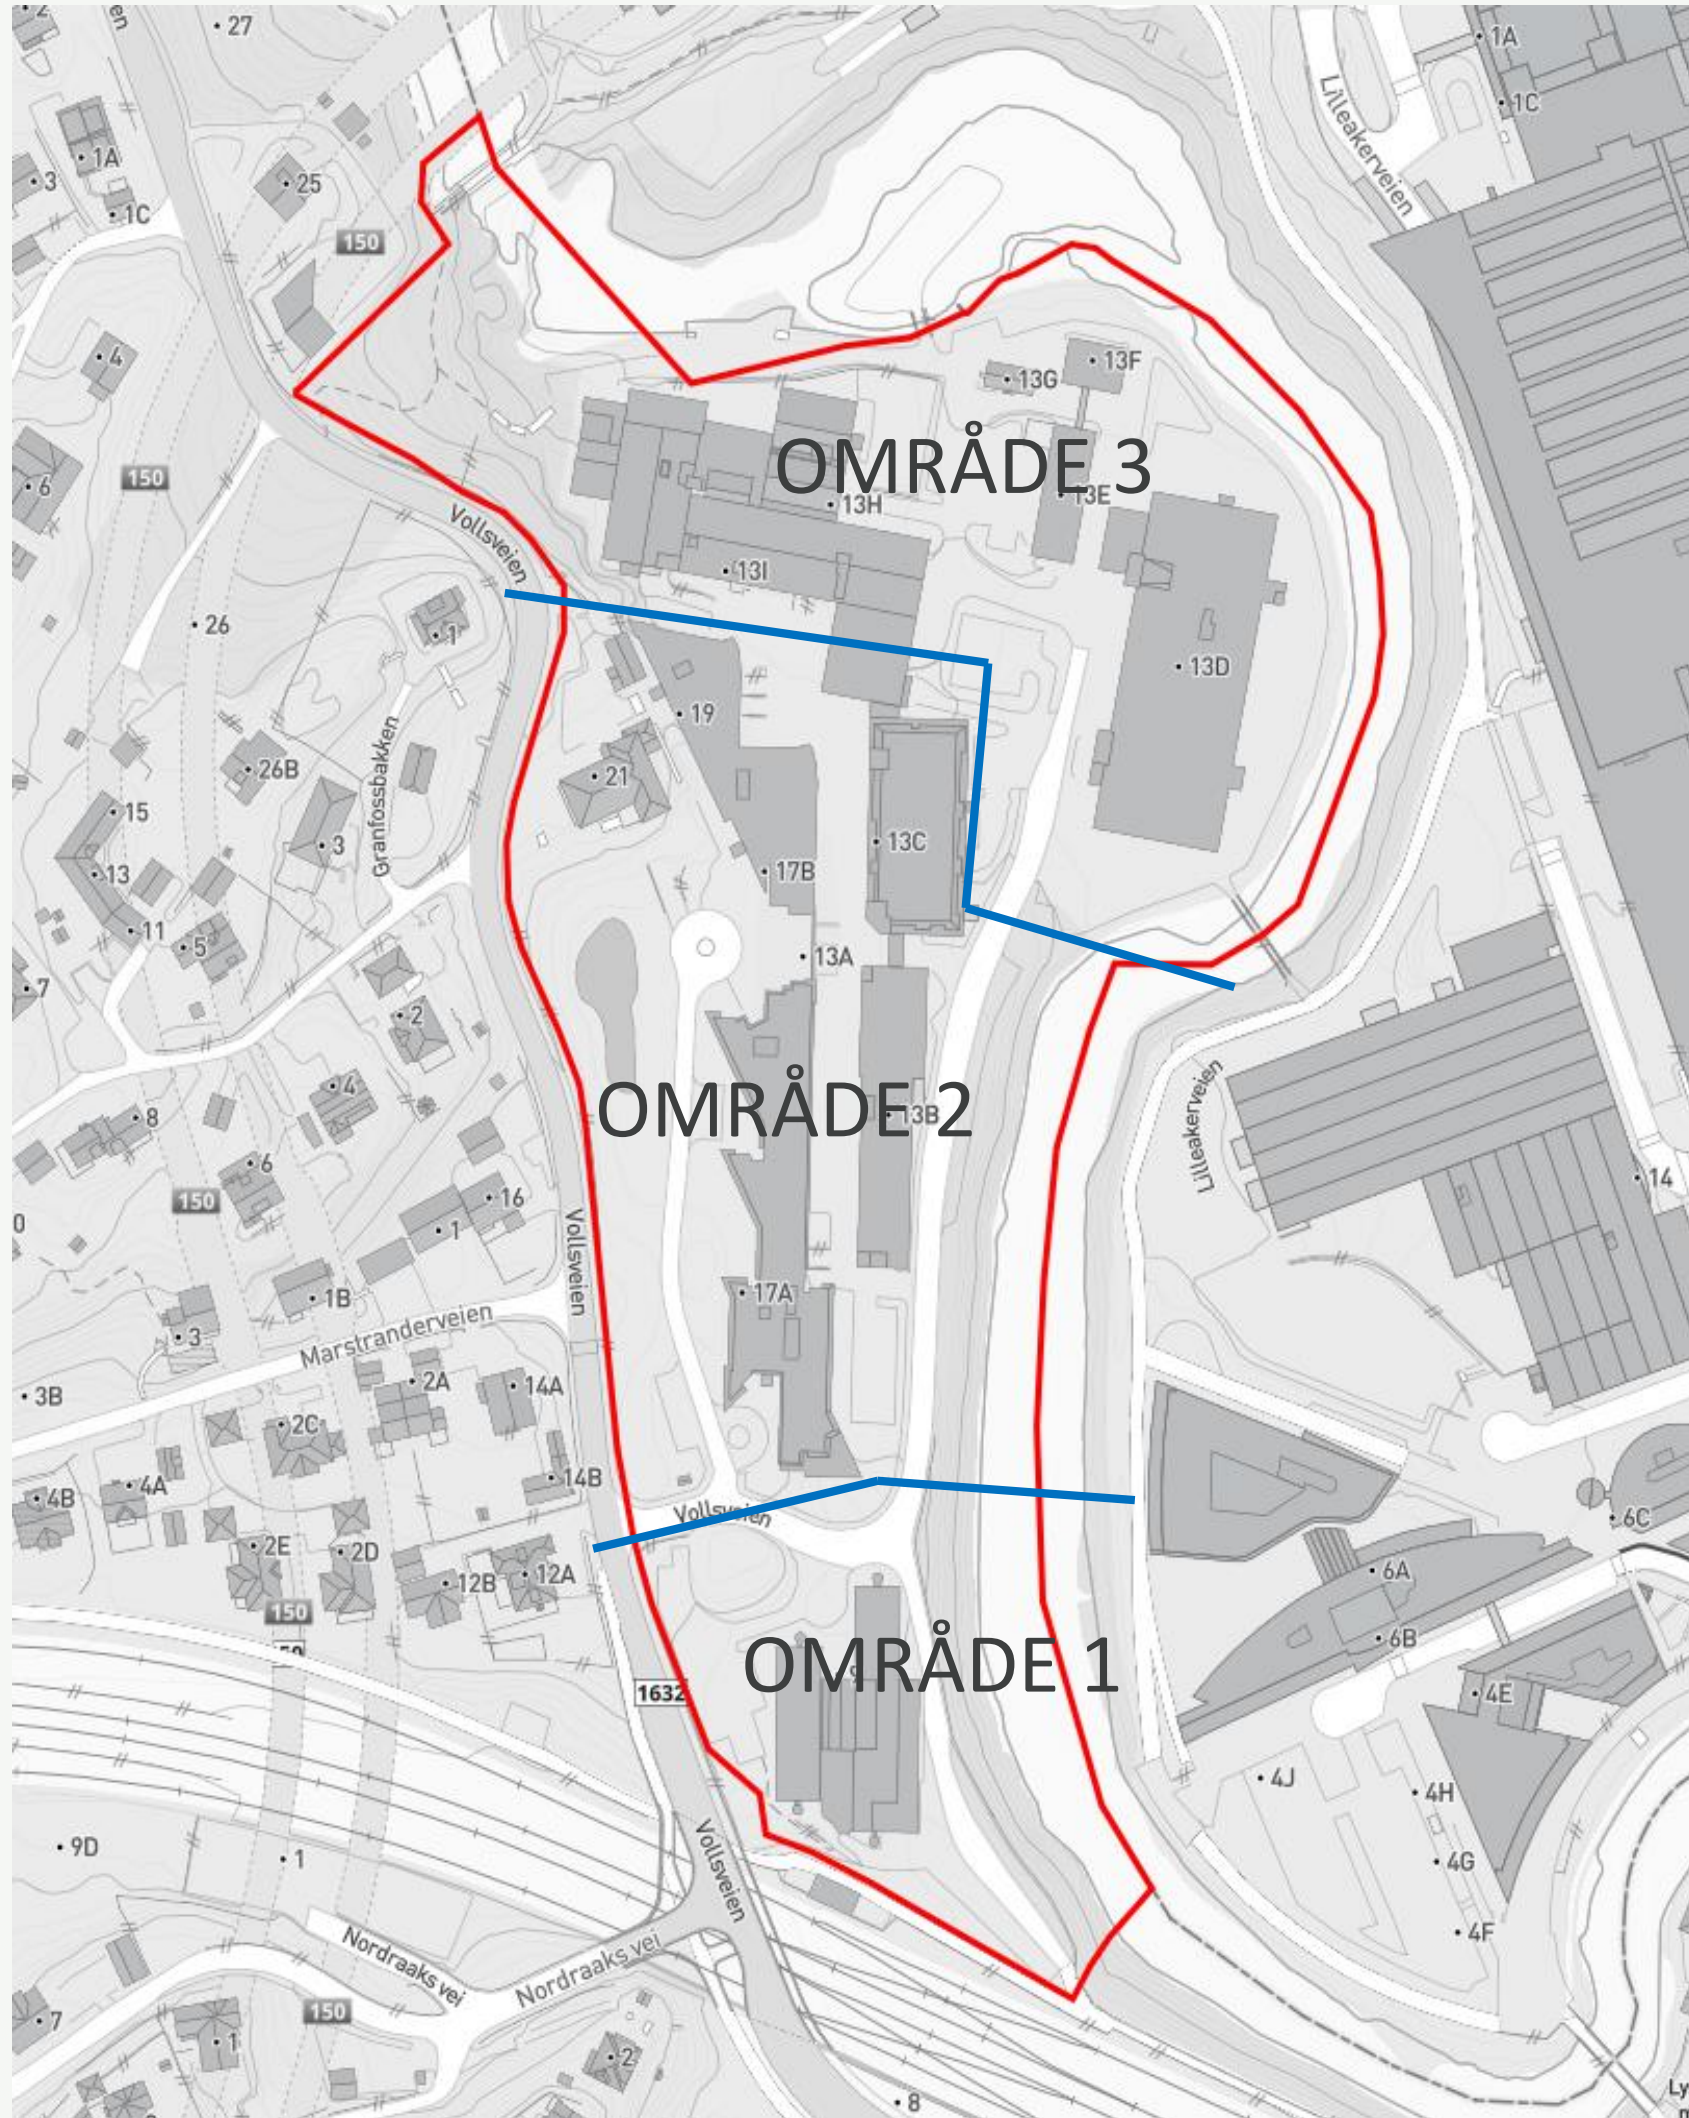 27
1A
1C
Lilleakerveien
1A
3
1C
25
150
4
13G
13F
OMRÅDE 3
150
6
13H
13E
Vollsveien
13I
26
1
13D
19
Granfossbakken
26B
21
15
3
13C
13
17B
11
5
13A
7
2
4
OMRÅDE 2
13B
Lilleakerveien
8
6
14
150
16
1
Vollsveien
17A
1B
3
Marstranderveien
2A
14A
3B
2C
14B
4A
4B
Vollsveien
6C
2E
2D
12B
12A
6A
150
OMRÅDE 1
6B
1632
4E
4J
4H
Vollsveien
9D
1
4G
4F
Nordraaks vei
Nordraaks vei
150
7
1
2
8
Ly